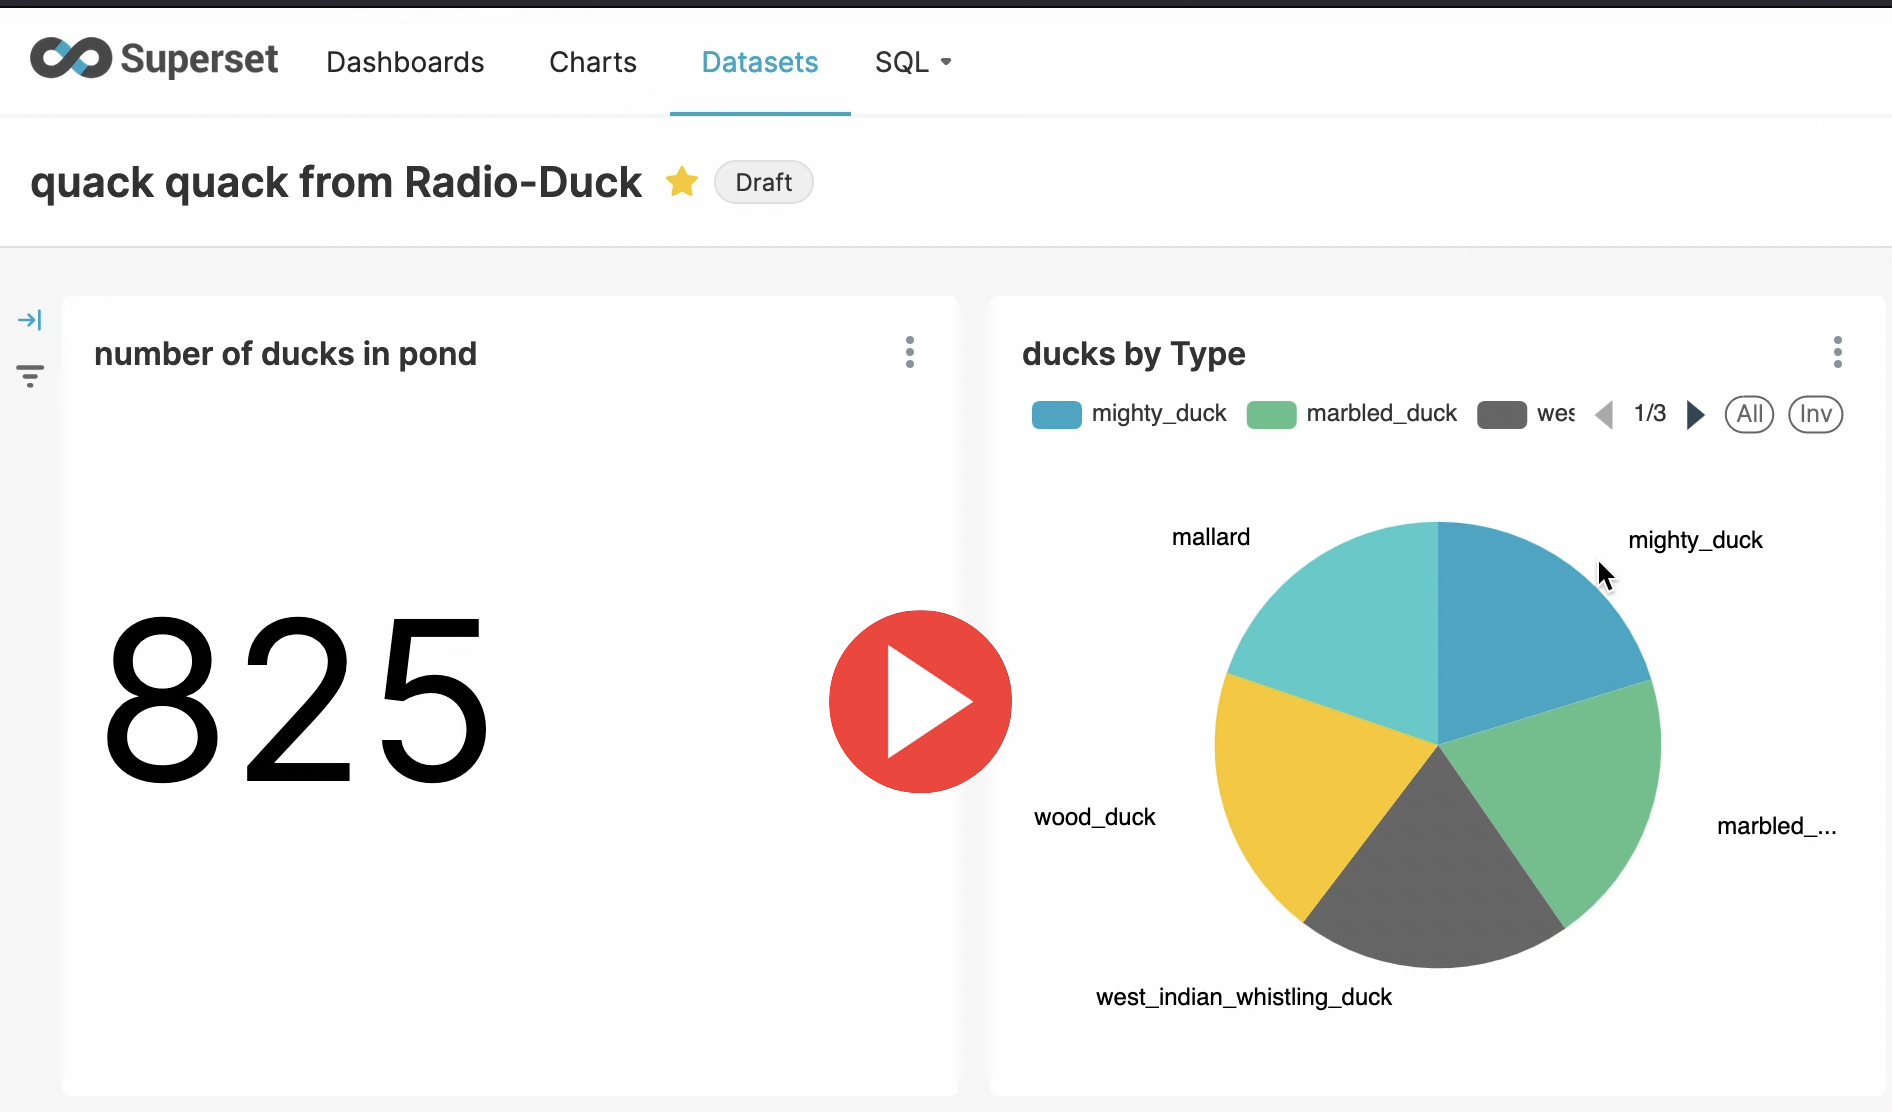 Superset Dashboards Charts Datasets SQL
quack quack from Radio-Duck Draft
number of ducks in pond
825
ducks by Type
mighty_duck marbled_duck wes 1/3 All Inv
mallard
mighty_duck
wood_duck
marbled_...
west_indian_whistling_duck